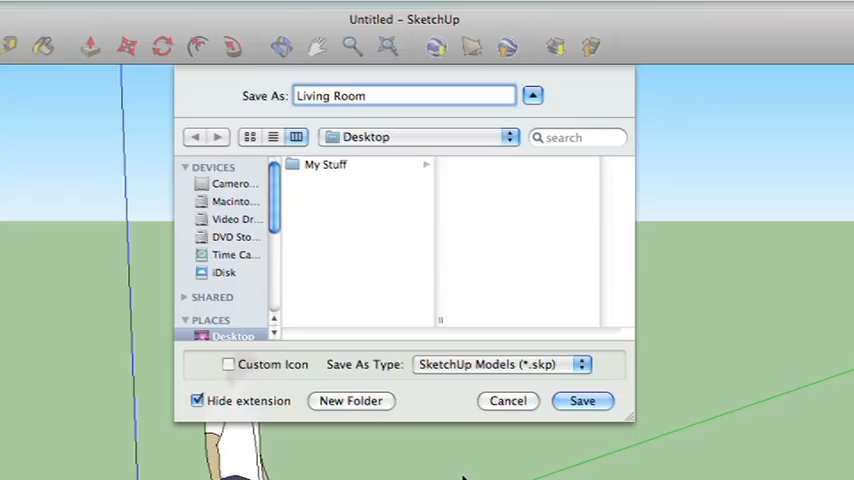 Untitled – SketchUp
Save As: Living Room
Desktop
search
DEVICES
Camero...
Macinto...
Video Dr...
DVD Sto...
Time Ca...
iDisk
SHARED
PLACES
Desktop
My Stuff
Custom Icon Save As Type: SketchUp Models (*.skp)
Hide extension New Folder Cancel Save